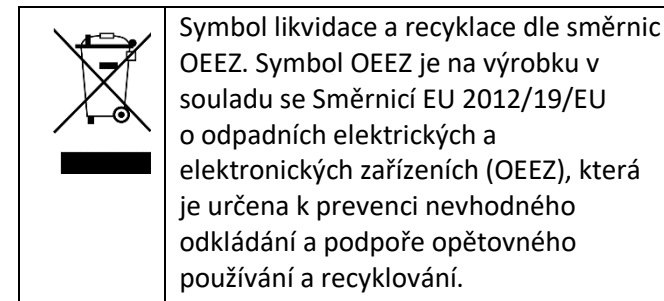 Symbol likvidace a recyklace dle směrnic
OEEZ. Symbol OEEZ je na výrobku v
souladu se Směrnicí EU 2012/19/EU
o odpadních elektrických a
elektronických zařízeních (OEEZ), která
je určena k prevenci nevhodného
odkládání a podpoře opětovného
používání a recyklování.